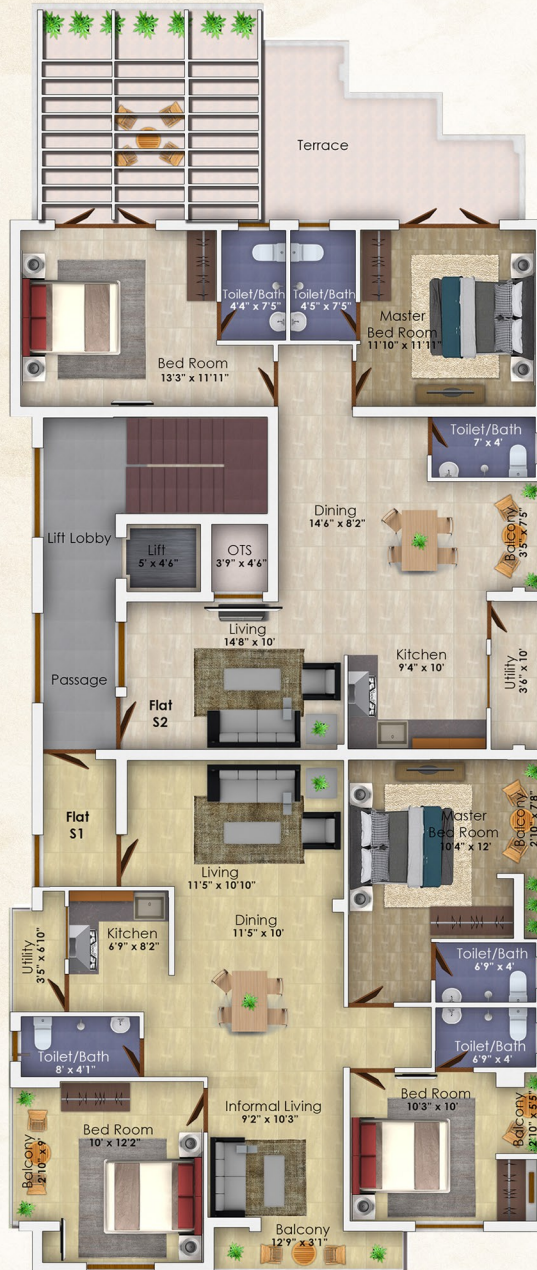 Terrace
Toilet/Bath
4'4" x 7'5"
Toilet/Bath
4'5" x 7'5"
Master
Bed Room
11'10" x 11'11"
Bed Room
13'3" x 11'11"
Toilet/Bath
7' x 4'
Dining
14'6" x 8'2"
Balcony
3'5" x 7'5"
Lift Lobby
Lift
5' x 4'6"
OTS
3'9" x 4'6"
Living
14'8" x 10'
Kitchen
9'4" x 10'
Utility
3'6" x 10'
Passage
Flat
S2
Flat
S1
Master
Bed Room
10'4" x 12'
Balcony
2'10" x 7'8"
Living
11'5" x 10'10"
Dining
11'5" x 10'
Kitchen
6'9" x 8'2"
Utility
3'5" x 6'10"
Toilet/Bath
6'9" x 4'
Toilet/Bath
8' x 4'1"
Toilet/Bath
6'9" x 4'
Bed Room
10'3" x 10'
Informal Living
9'2" x 10'3"
Balcony
2'10" x 5'5"
Bed Room
10' x 12'2"
Balcony
2'10" x 9'
Balcony
12'9" x 3'1"